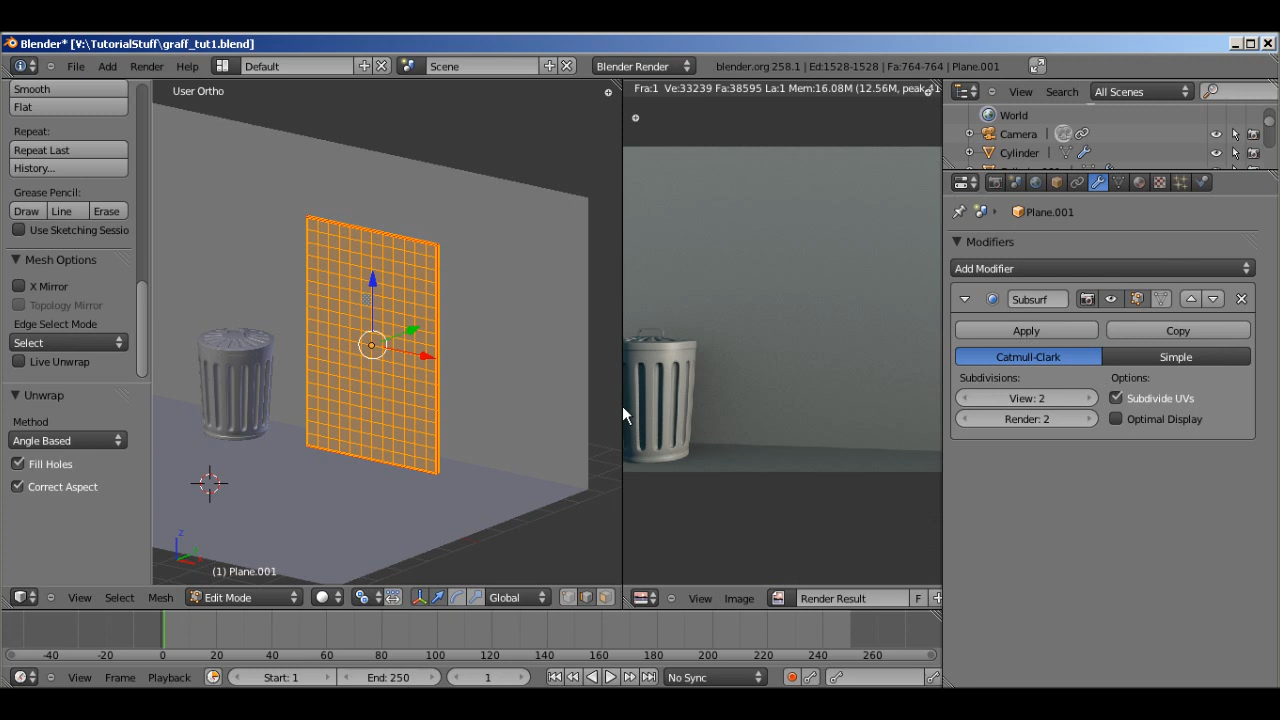 Blender* [V:\TutorialStuff\graff_tut1.blend]
File Add Render Help Default Scene Blender Render blender.org 258.1 | Ed:1528-1528 | Fa:764-764 | Plane.001
Smooth
Flat
Repeat:
Repeat Last
History...
Grease Pencil:
Draw Line Erase
Use Sketching Sessio
Mesh Options
X Mirror
Topology Mirror
Edge Select Mode
Select
Live Unwrap
Unwrap
Method
Angle Based
Fill Holes
Correct Aspect
User Ortho
z
(1) Plane.001
View Select Mesh Edit Mode Global
Fra:1 Ve:33239 Fa:38595 La:1 Mem:16.08M (12.56M, peak
View Image Render Result F
View Search All Scenes
World
Camera
Cylinder
Plane.001
Modifiers
Add Modifier
Subsurf
Apply Copy
Catmull-Clark Simple
Subdivisions: Options:
View: 2 Subdivide UVs
Render: 2 Optimal Display
-40 -20 0 20 40 60 80 100 120 140 160 180 200 220 240 260
View Frame Playback Start: 1 End: 250 1 No Sync